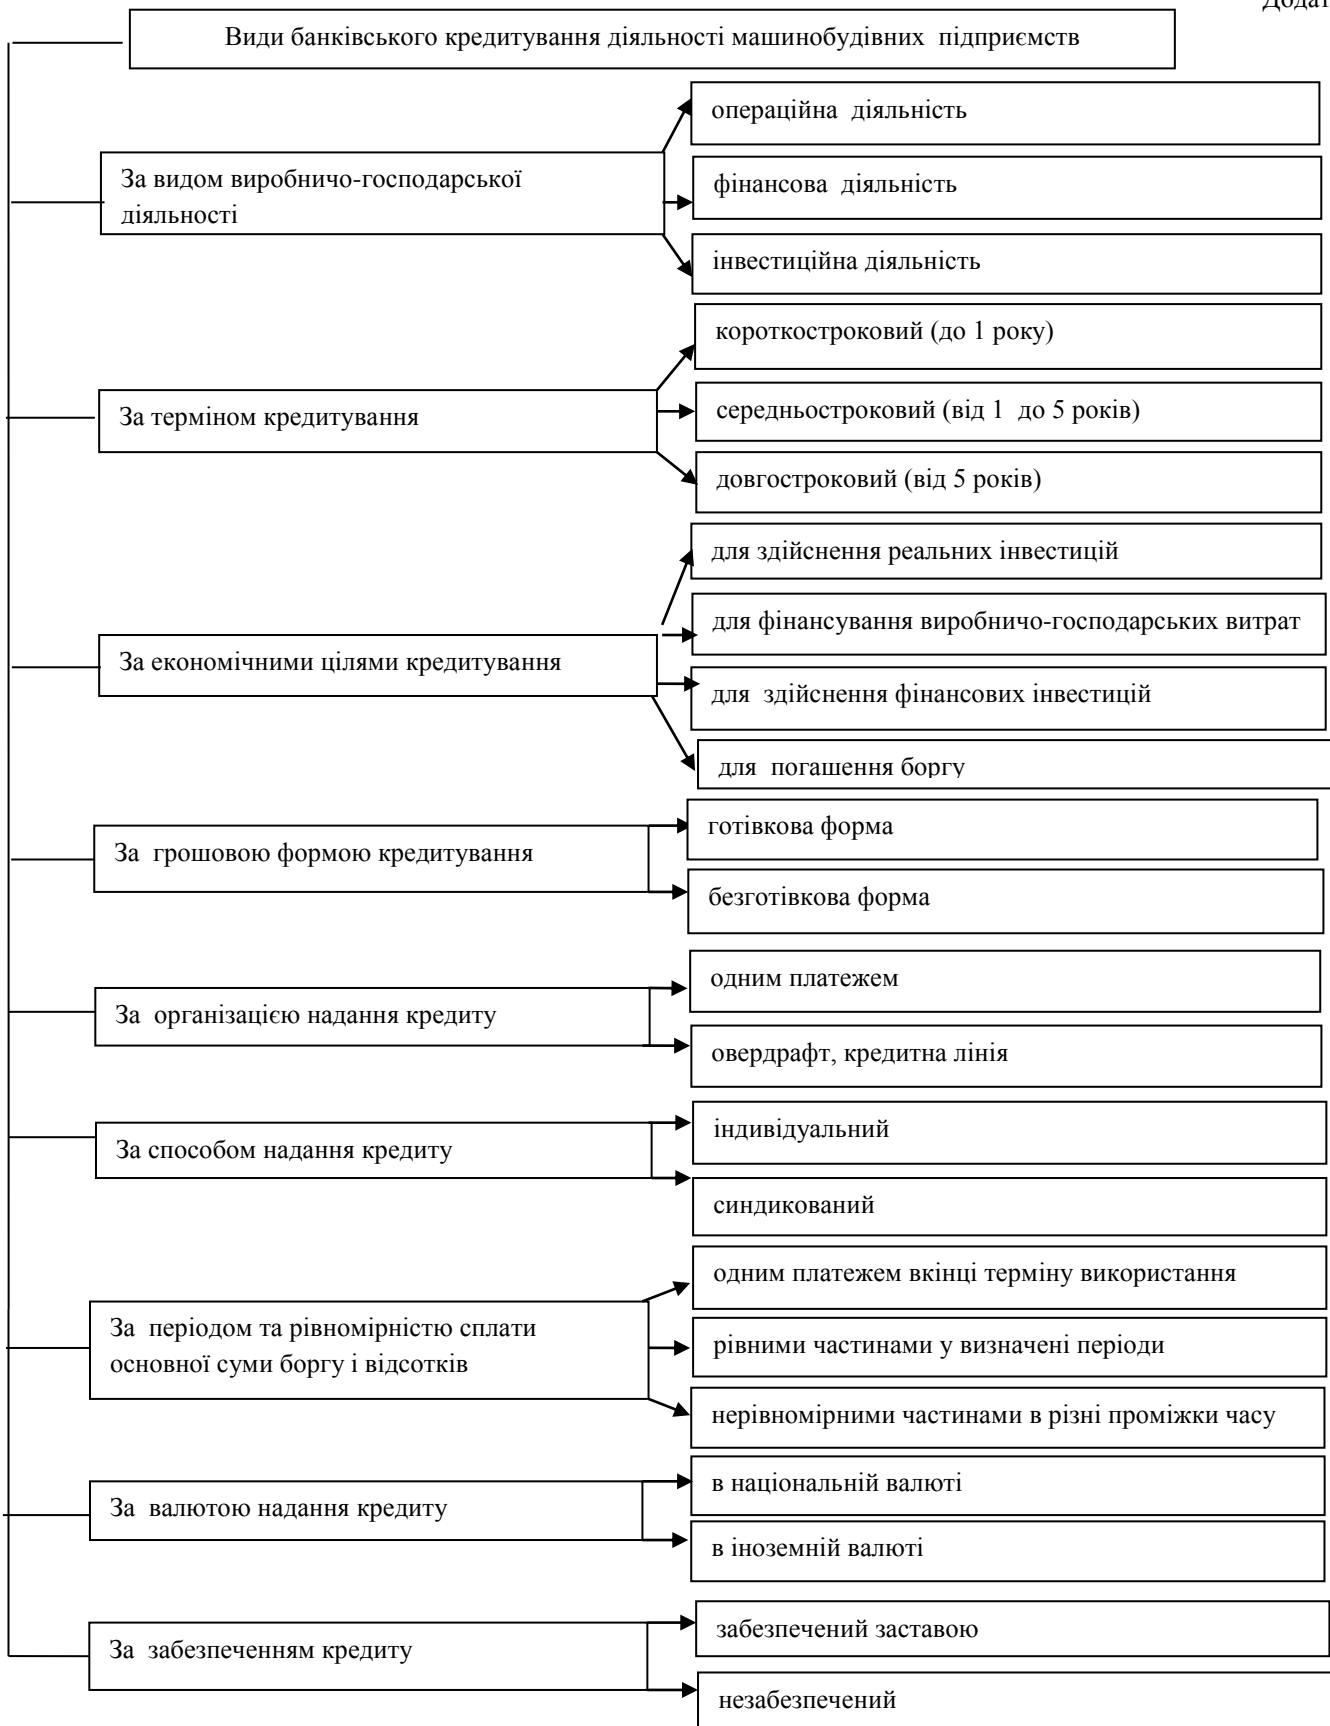 Додат
Види банківського кредитування діяльності машинобудівних підприємств
операційна діяльність
За видом виробничо-господарської
діяльності
фінансова діяльність
інвестиційна діяльність
короткостроковий (до 1 року)
За терміном кредитування
середньостроковий (від 1 до 5 років)
довгостроковий (від 5 років)
для здійснення реальних інвестицій
для фінансування виробничо-господарських витрат
За економічними цілями кредитування
для здійснення фінансових інвестицій
для погашення боргу
готівкова форма
За грошовою формою кредитування
безготівкова форма
одним платежем
За організацією надання кредиту
овердрафт, кредитна лінія
індивідуальний
За способом надання кредиту
синдикований
одним платежем вкінці терміну використання
За періодом та рівномірністю сплати
основної суми боргу і відсотків
рівними частинами у визначені періоди
нерівномірними частинами в різні проміжки часу
в національній валюті
За валютою надання кредиту
в іноземній валюті
забезпечений заставою
За забезпеченням кредиту
незабезпечений